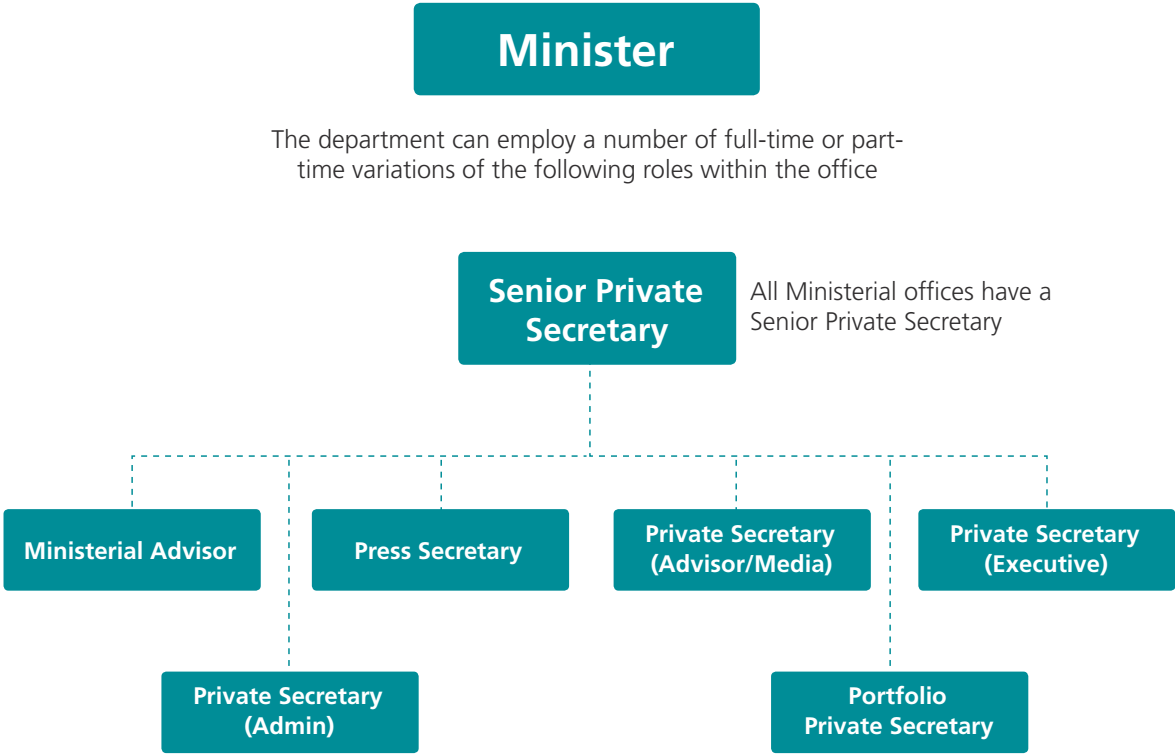 Minister
The department can employ a number of full-time or part-
time variations of the following roles within the office
Senior Private
Secretary
All Ministerial offices have a
Senior Private Secretary
Ministerial Advisor
Press Secretary
Private Secretary
(Advisor/Media)
Private Secretary
(Executive)
Private Secretary
(Admin)
Portfolio
Private Secretary